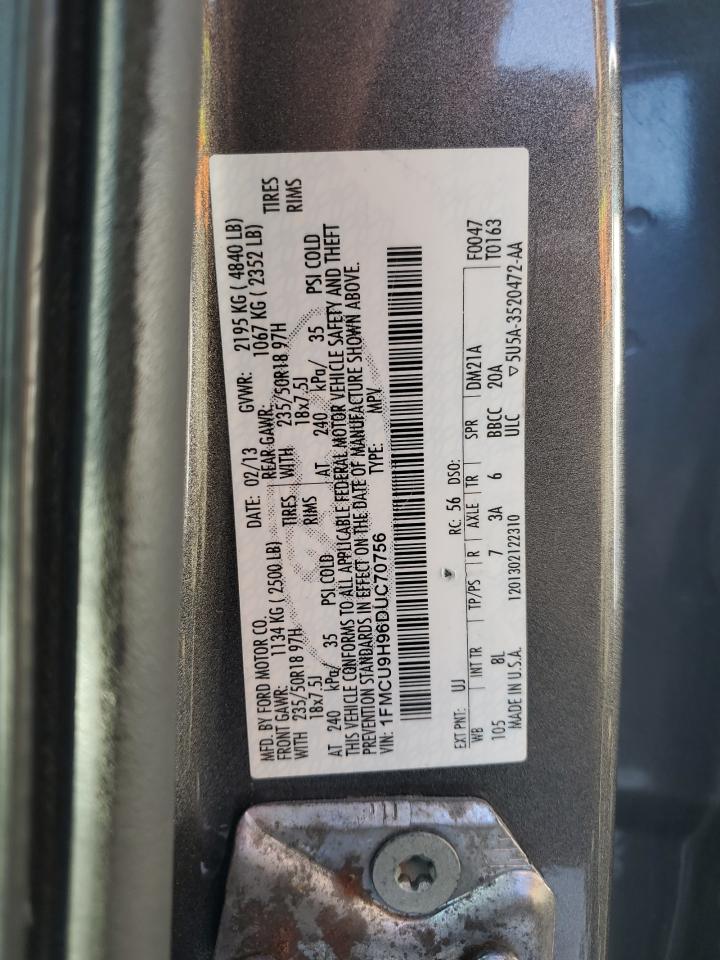 MFD. BY FORD MOTOR CO. DATE: 02/13 GVWR: 2195 KG ( 4840 LB)
FRONT GAWR: 1134 KG ( 2500 LB) REAR GAWR: 1067 KG ( 2352 LB)
WITH 235/50R18 97H TIRES WITH 235/50R18 97H TIRES
18x7.5J RIMS 18x7.5J RIMS
AT 240 kPa/ 35 PSI COLD AT 240 kPa/ 35 PSI COLD
THIS VEHICLE CONFORMS TO ALL APPLICABLE FEDERAL MOTOR VEHICLE SAFETY AND THEFT
PREVENTION STANDARDS IN EFFECT ON THE DATE OF MANUFACTURE SHOWN ABOVE.
VIN: 1FMCU9H96DUC70756 TYPE: MPV
EXT PNT: UJ RC: 56 DSO:
WB INT TR TP/PS R AXLE TR SPR DM21A F0047
105 8L 7 3A 6 BBCC 20A T0163
MADE IN U.S.A. 1201302122310 ULC ▽5U5A-3520472-AA